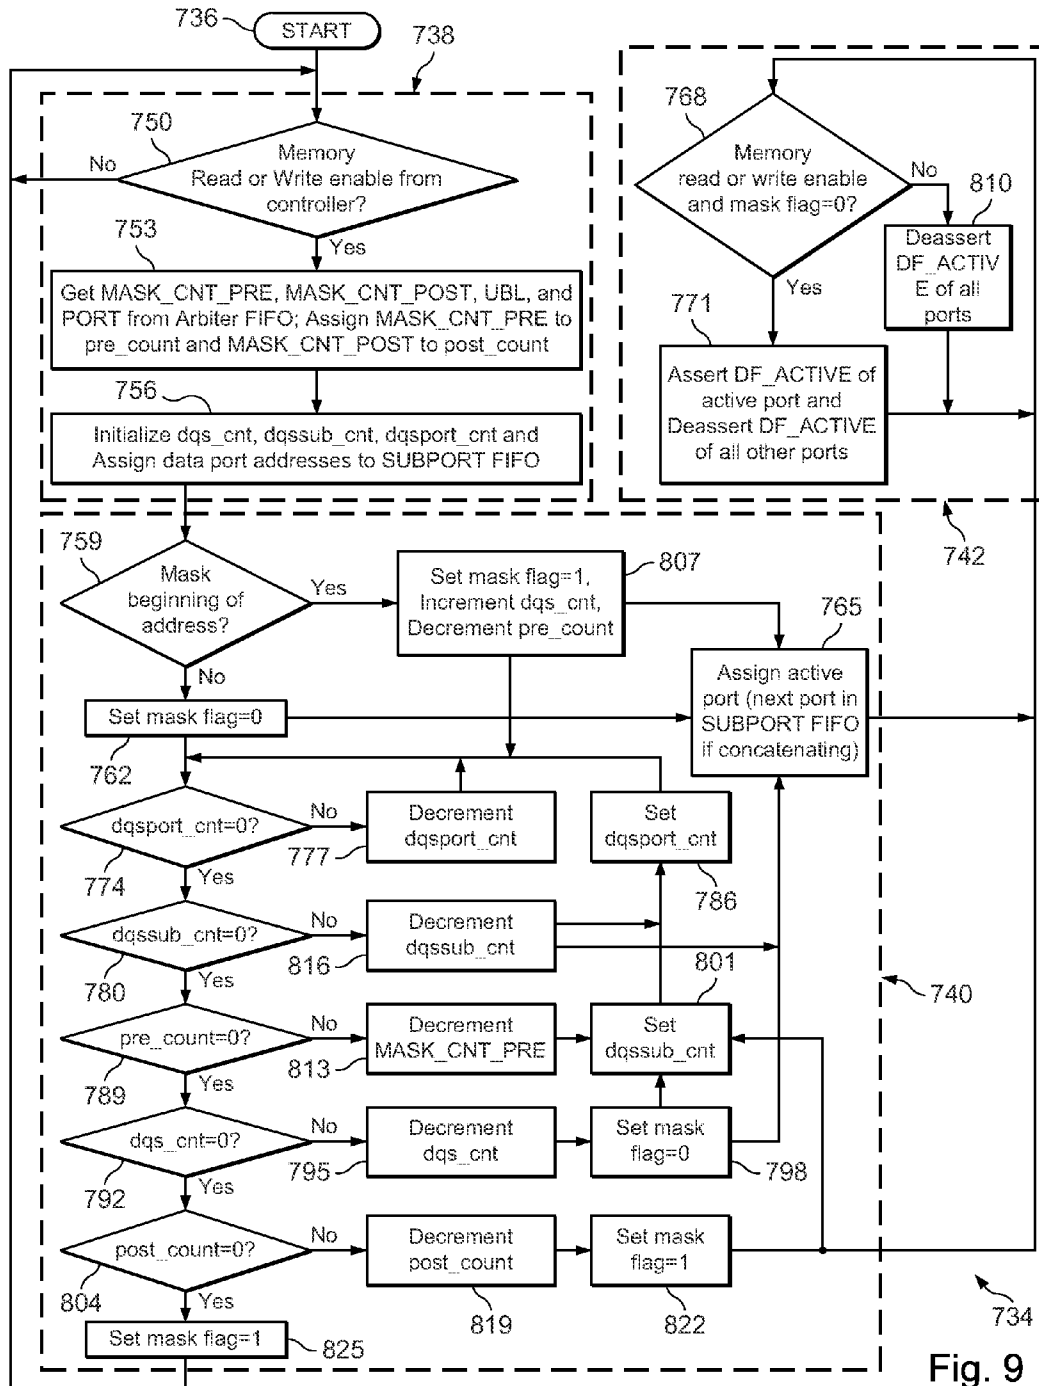 736
START
738
750
No
Memory
Read or Write enable from
controller?
Yes
753
Get MASK_CNT_PRE, MASK_CNT_POST, UBL, and
PORT from Arbiter FIFO; Assign MASK_CNT_PRE to
pre_count and MASK_CNT_POST to post_count
756
Initialize dqs_cnt, dqssub_cnt, dqsport_cnt and
Assign data port addresses to SUBPORT FIFO
768
Memory
read or write enable
and mask flag=0?
No
810
Deassert
DF_ACTIV
E of all
ports
Yes
771
Assert DF_ACTIVE of
active port and
Deassert DF_ACTIVE
of all other ports
742
759
Mask
beginning of
address?
Yes
807
Set mask flag=1,
Increment dqs_cnt,
Decrement pre_count
765
Assign active
port (next port in
SUBPORT FIFO
if concatenating)
No
Set mask flag=0
762
dqsport_cnt=0?
No
Decrement
dqsport_cnt
777
Set
dqsport_cnt
786
774
Yes
dqssub_cnt=0?
No
Decrement
dqssub_cnt
816
780
Yes
801
740
pre_count=0?
No
Decrement
MASK_CNT_PRE
813
Set
dqssub_cnt
789
Yes
dqs_cnt=0?
No
Decrement
dqs_cnt
795
Set mask
flag=0
798
792
Yes
post_count=0?
No
Decrement
post_count
819
Set mask
flag=1
822
804
Yes
734
Set mask flag=1
825
Fig. 9